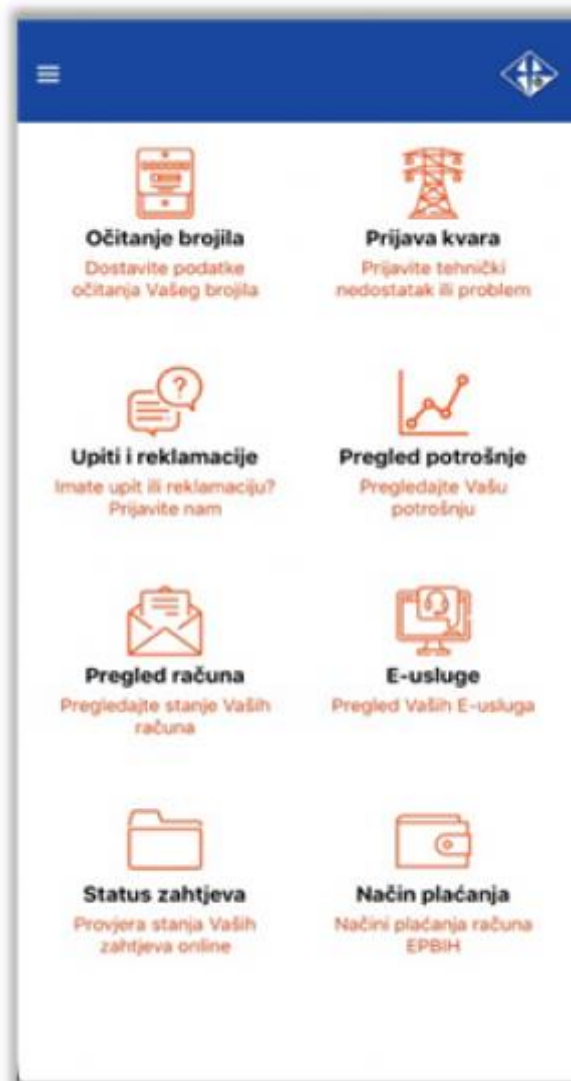 Očitanje brojila
Dostavite podatke
očitanja Vašeg brojila
Prijava kvara
Prijavite tehnički
nedostatak ili problem
Upiti i reklamacije
Imate upit ili reklamaciju?
Prijavite nam
Pregled potrošnje
Pregledajte Vašu
potrošnju
Pregled računa
Pregledajte stanje Vaših
računa
E-usluge
Pregled Vaših E-usluga
Status zahtjeva
Provjera stanja Vaših
zahtjeva online
Način plaćanja
Načini plaćanja računa
EPBIH